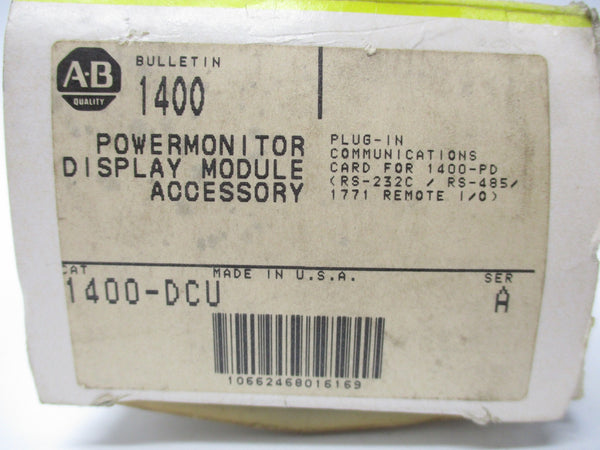 A·B
QUALITY
BULLETIN
1400
POWERMONITOR
DISPLAY MODULE
ACCESSORY
PLUG-IN
COMMUNICATIONS
CARD FOR 1400-PD
(RS-232C / RS-485/
1771 REMOTE I/O)
CAT
MADE IN U.S.A.
SER
1400-DCU
A
10662468016169